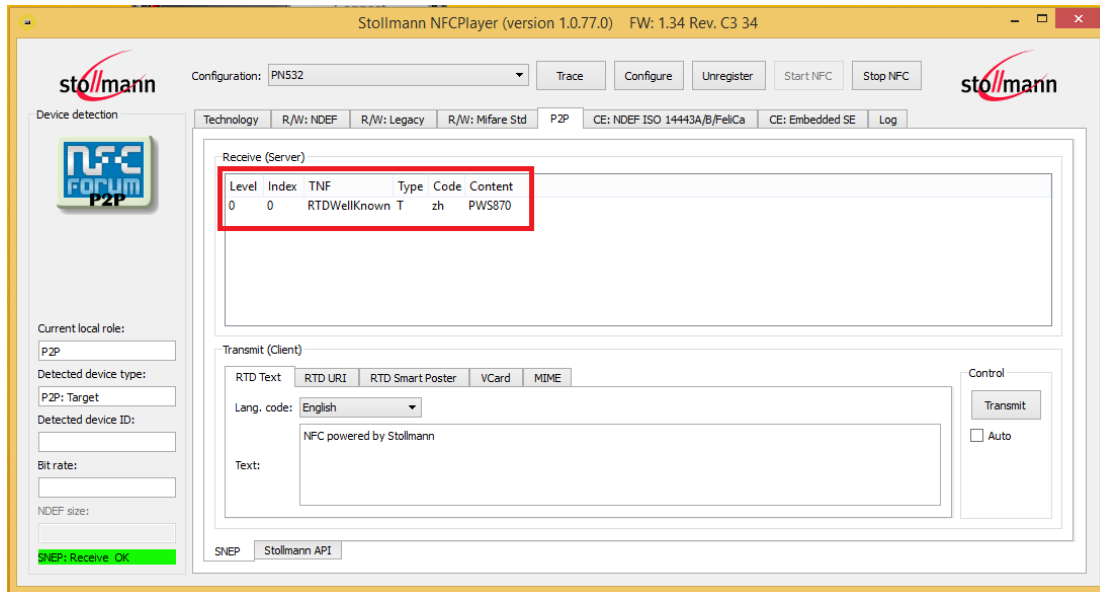 Stollmann NFCPlayer (version 1.0.77.0) FW: 1.34 Rev. C3 34
stollmann
Configuration: PN532 Trace Configure Unregister Start NFC Stop NFC
stollmann
Device detection
NFC
FORUM
P2P
Technology R/W: NDEF R/W: Legacy R/W: Mifare Std P2P CE: NDEF ISO 14443A/B/FeliCa CE: Embedded SE Log
Receive (Server)
Level Index TNF Type Code Content
0 0 RTDWellKnown T zh PWS870
Current local role:
P2P
Detected device type:
P2P: Target
Detected device ID:
Bit rate:
NDEF size:
SNEP: Receive OK
Transmit (Client)
RTD Text RTD URI RTD Smart Poster VCard MIME
Lang. code: English
Text: NFC powered by Stollmann
Control
Transmit
Auto
SNEP Stollmann API